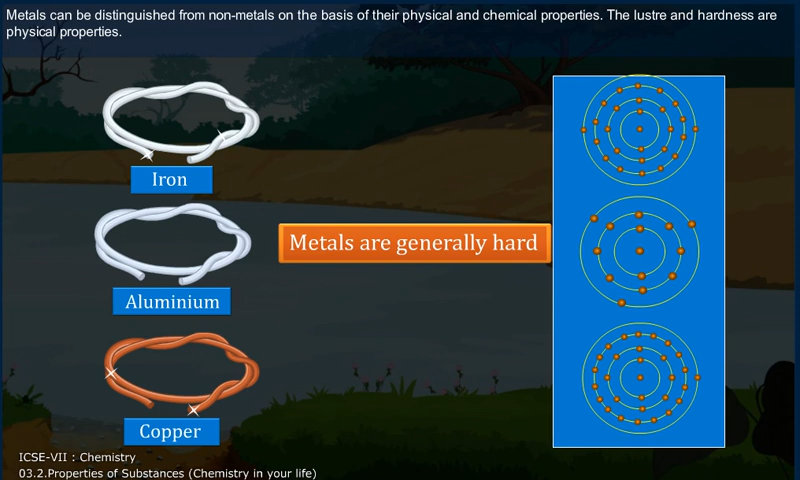 Metals can be distinguished from non-metals on the basis of their physical and chemical properties. The lustre and hardness are
physical properties.
Iron
Metals are generally hard
Aluminium
Copper
ICSE-VII : Chemistry
03.2.Properties of Substances (Chemistry in your life)